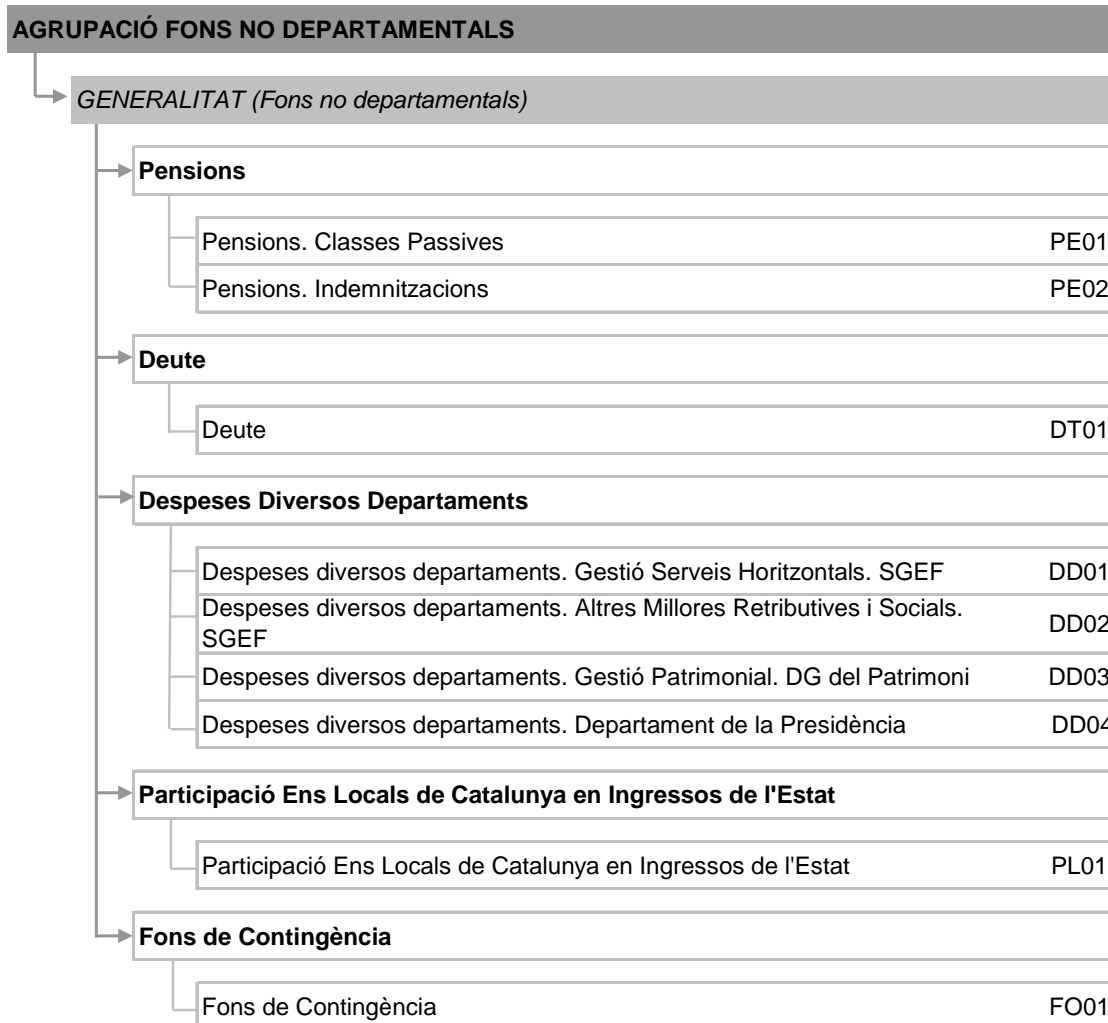 AGRUPACIÓ FONS NO DEPARTAMENTALS
GENERALITAT (Fons no departamentals)
Pensions
Pensions. Classes Passives PE01
Pensions. Indemnitzacions PE02
Deute
Deute DT01
Despeses Diversos Departaments
Despeses diversos departaments. Gestió Serveis Horitzontals. SGEF DD01
Despeses diversos departaments. Altres Millores Retributives i Socials.
SGEF DD02
Despeses diversos departaments. Gestió Patrimonial. DG del Patrimoni DD03
Despeses diversos departaments. Departament de la Presidència DD04
Participació Ens Locals de Catalunya en Ingressos de l'Estat
Participació Ens Locals de Catalunya en Ingressos de l'Estat PL01
Fons de Contingència
Fons de Contingència FO01